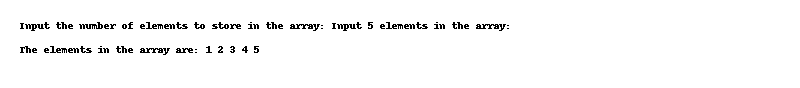 Input the number of elements to store in the array: Input 5 elements in the array:
The elements in the array are: 1 2 3 4 5